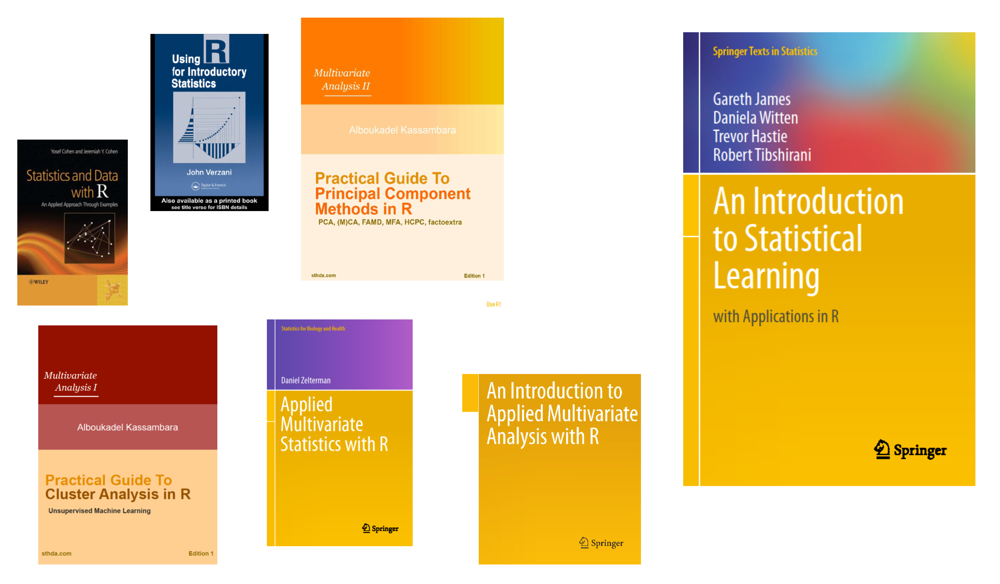 Yosef Cohen and Jeremiah Y. Cohen
Statistics and Data
with R
An Applied Approach Through Examples
WILEY
Using R
for Introductory
Statistics
John Verzani
Taylor & Francis
Also available as a printed book
see title verso for ISBN details
Multivariate
Analysis II
Alboukadel Kassambara
Practical Guide To
Principal Component
Methods in R
PCA, (M)CA, FAMD, MFA, HCPC, factoextra
sthda.com
Edition 1
Springer Texts in Statistics
Gareth James
Daniela Witten
Trevor Hastie
Robert Tibshirani
An Introduction
to Statistical
Learning
with Applications in R
Springer
Multivariate
Analysis I
Alboukadel Kassambara
Practical Guide To
Cluster Analysis in R
Unsupervised Machine Learning
sthda.com
Edition 1
Statistics for Biology and Health
Daniel Zelterman
Applied
Multivariate
Statistics with R
Springer
Use R!
An Introduction to
Applied Multivariate
Analysis with R
Springer